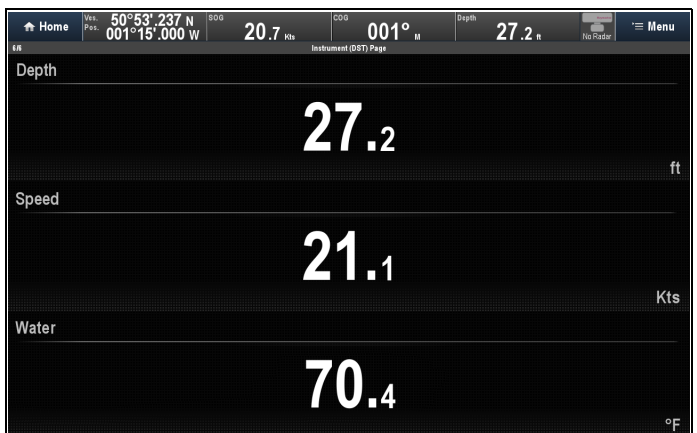 Home
Ves. Pos. 50°53'.237 N
001°15'.000 W
SOG 20.7 Kts
COG 001° M
Depth 27.2 ft
No Radar
Menu
6/6
Instrument (DST) Page
Depth
27.2
ft
Speed
21.1
Kts
Water
70.4
°F